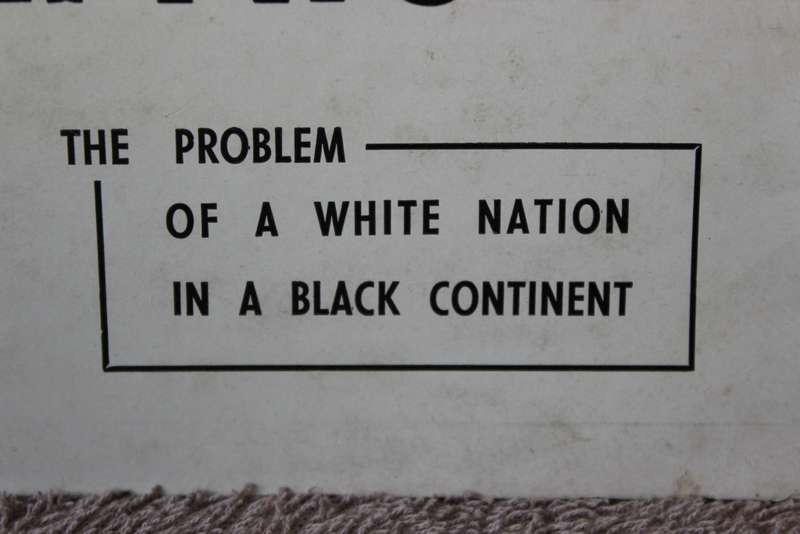 THE PROBLEM
OF A WHITE NATION
IN A BLACK CONTINENT